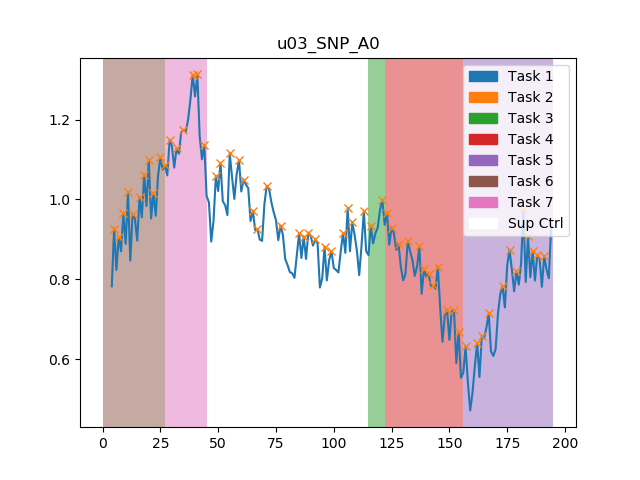 u03_SNP_A0
Task 1
Task 2
Task 3
Task 4
Task 5
Task 6
Task 7
Sup Ctrl
1.2
1.0
0.8
0.6
0 25 50 75 100 125 150 175 200